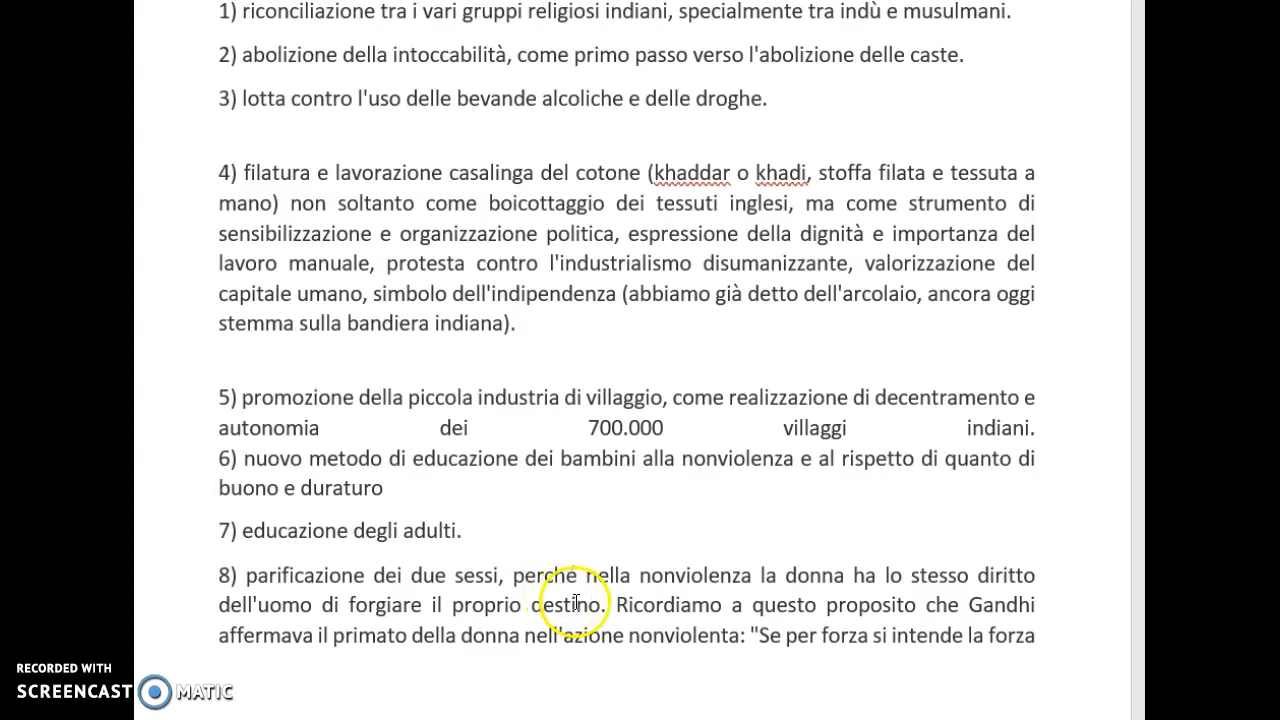 1) riconciliazione tra i vari gruppi religiosi indiani, specialmente tra indù e musulmani.
2) abolizione della intoccabilità, come primo passo verso l'abolizione delle caste.
3) lotta contro l'uso delle bevande alcoliche e delle droghe.
4) filatura e lavorazione casalinga del cotone (khaddar o khadi, stoffa filata e tessuta a
mano) non soltanto come boicottaggio dei tessuti inglesi, ma come strumento di
sensibilizzazione e organizzazione politica, espressione della dignità e importanza del
lavoro manuale, protesta contro l'industrialismo disumanizzante, valorizzazione del
capitale umano, simbolo dell'indipendenza (abbiamo già detto dell'arcolaio, ancora oggi
stemma sulla bandiera indiana).
5) promozione della piccola industria di villaggio, come realizzazione di decentramento e
autonomia dei 700.000 villaggi indiani.
6) nuovo metodo di educazione dei bambini alla nonviolenza e al rispetto di quanto di
buono e duraturo
7) educazione degli adulti.
8) parificazione dei due sessi, perché nella nonviolenza la donna ha lo stesso diritto
dell'uomo di forgiare il proprio destino. Ricordiamo a questo proposito che Gandhi
affermava il primato della donna nell'azione nonviolenta: "Se per forza si intende la forza
RECORDED WITH
SCREENCAST MATIC